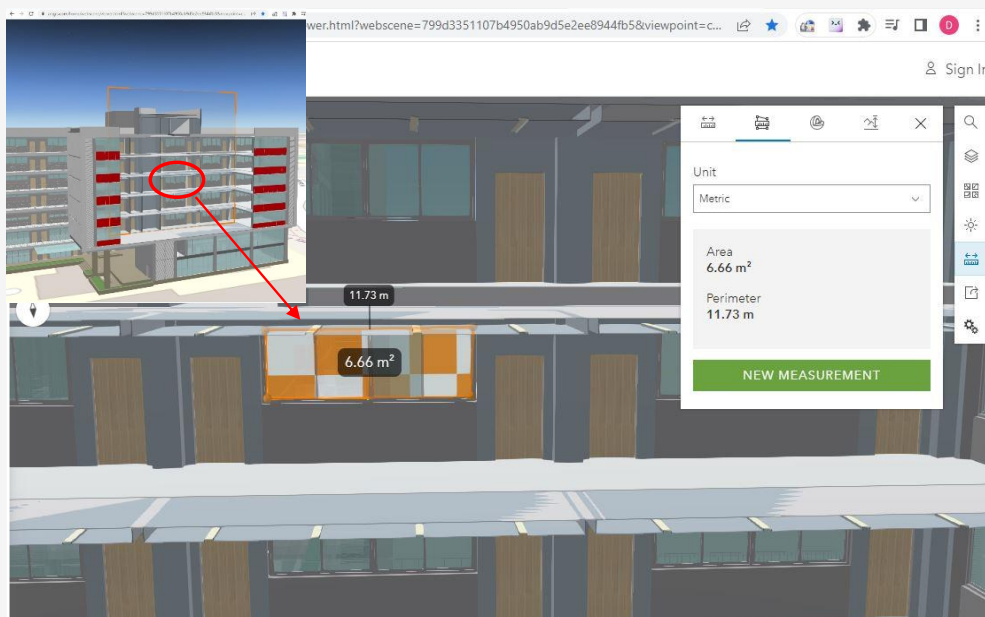 wer.html?webscene=799d3351107b4950ab9d5e2ee8944fb5&viewpoint=c...
D
Sign In
Unit
Metric
Area
6.66 m²
Perimeter
11.73 m
NEW MEASUREMENT
11.73 m
6.66 m²